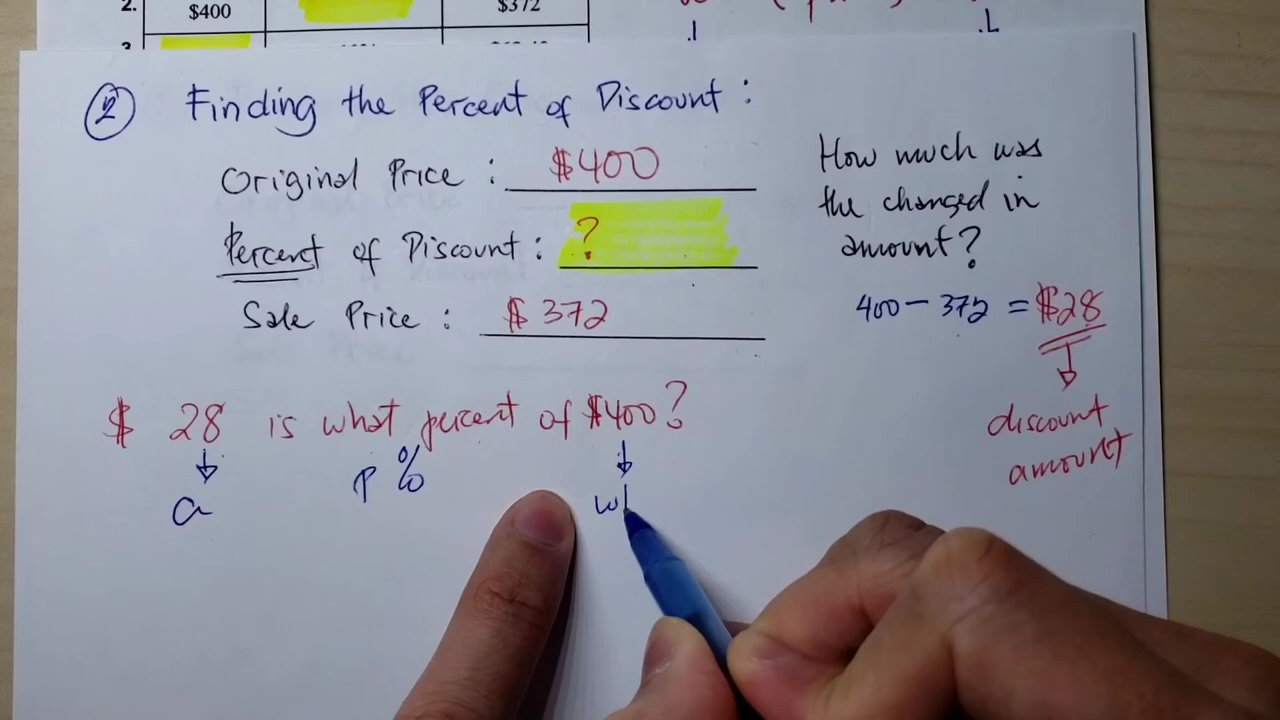 2.
$400
$372
② Finding the Percent of Discount :
Original Price : $400
Percent of Discount : ?
Sale Price : $ 372
How much was
the changed in
amount?
400 - 372 = $28
discount
amount
$ 28 is what percent of $400?
a
P %